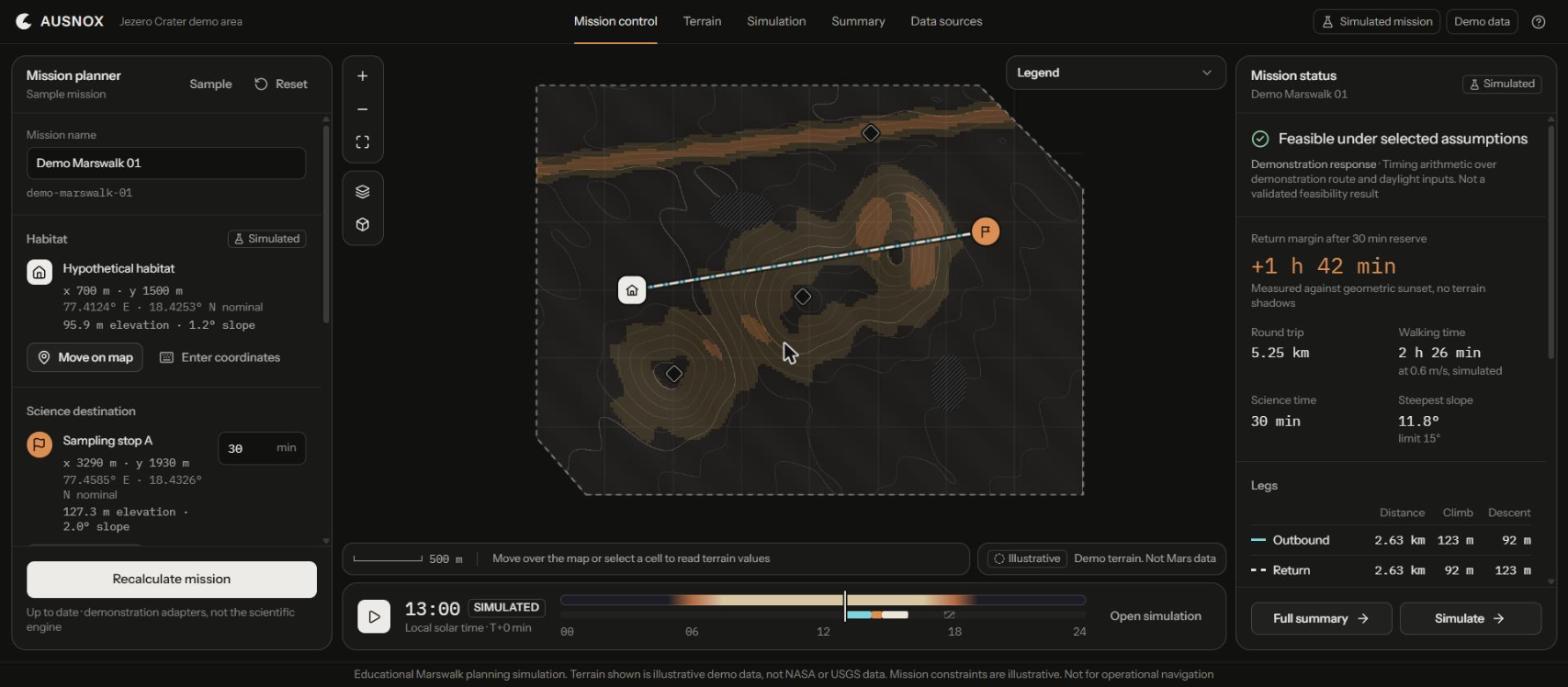 AUSNOX
Jezero Crater demo area
Mission control
Terrain
Simulation
Summary
Data sources
Simulated mission
Demo data
Mission planner
Sample mission
Sample
Reset
Mission name
Demo Marswalk 01
demo-marswalk-01
Habitat
Simulated
Hypothetical habitat
x 700 m · y 1500 m
77.4124° E · 18.4253° N nominal
95.9 m elevation · 1.2° slope
Move on map
Enter coordinates
Science destination
Sampling stop A
30 min
x 3290 m · y 1930 m
77.4585° E · 18.4326°
N nominal
127.3 m elevation ·
2.0° slope
Recalculate mission
Up to date · demonstration adapters, not the scientific
engine
Legend
500 m
Move over the map or select a cell to read terrain values
Illustrative
Demo terrain. Not Mars data
13:00 SIMULATED
Local solar time · T+0 min
00 06 12 18 24
Open simulation
Mission status
Demo Marswalk 01
Simulated
Feasible under selected assumptions
Demonstration response · Timing arithmetic over
demonstration route and daylight inputs. Not a
validated feasibility result
Return margin after 30 min reserve
+1 h 42 min
Measured against geometric sunset, no terrain
shadows
Round trip
5.25 km
Walking time
2 h 26 min
at 0.6 m/s, simulated
Science time
30 min
Steepest slope
11.8°
limit 15°
Legs
Distance Climb Descent
Outbound 2.63 km 123 m 92 m
Return 2.63 km 92 m 123 m
Full summary
Simulate
Educational Marswalk planning simulation. Terrain shown is illustrative demo data, not NASA or USGS data. Mission constraints are illustrative. Not for operational navigation